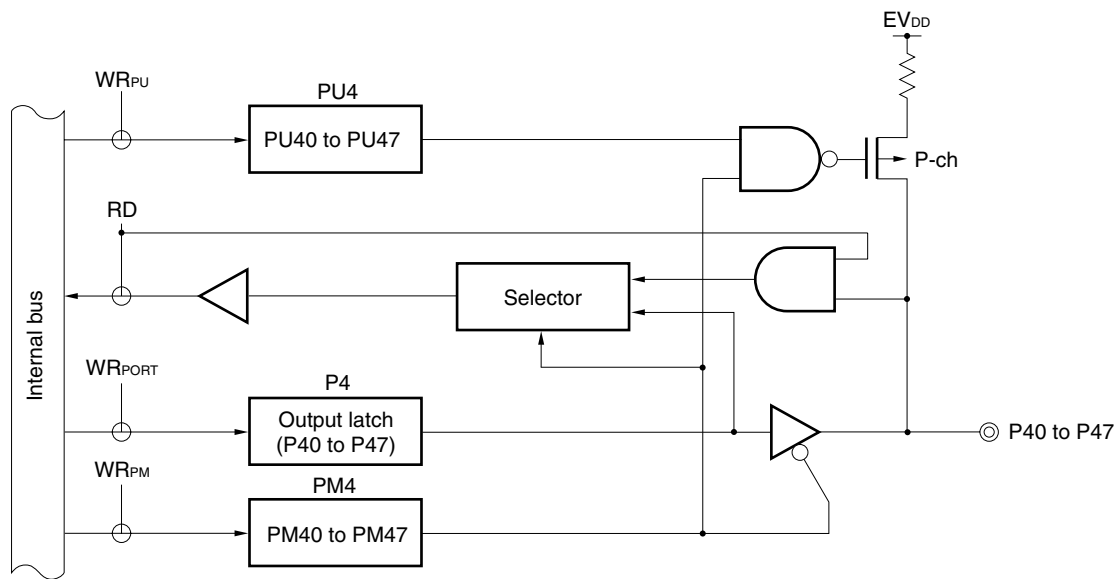 EVDD
WRPU
PU4
PU40 to PU47
P-ch
RD
Selector
Internal bus
WRPORT
P4
Output latch
(P40 to P47)
P40 to P47
WRPM
PM4
PM40 to PM47